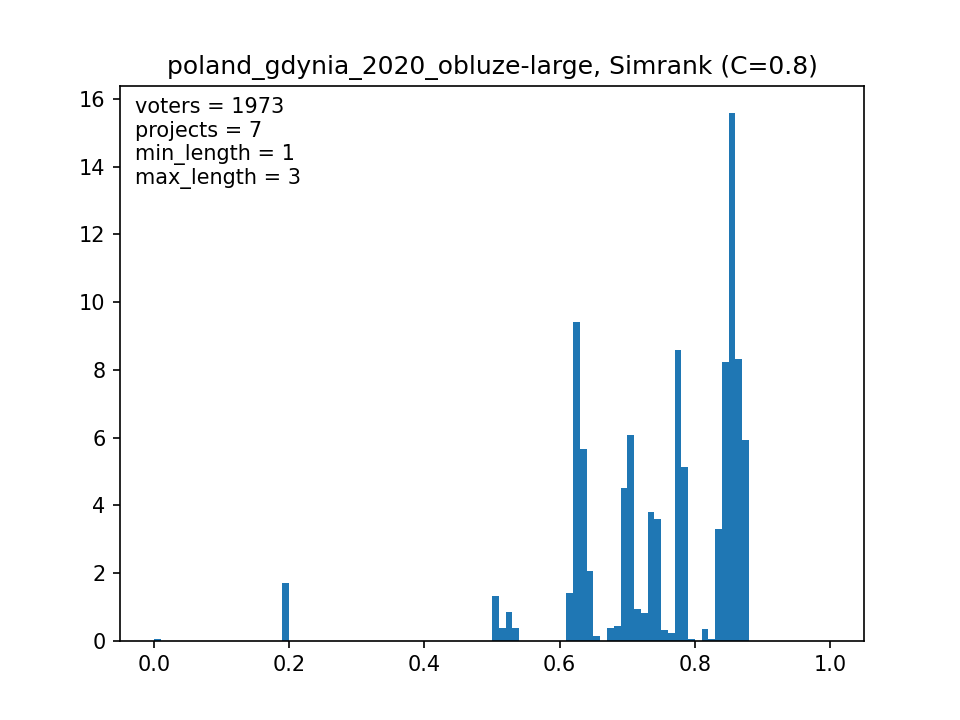 poland_gdynia_2020_obluze-large, Simrank (C=0.8)
voters = 1973
projects = 7
min_length = 1
max_length = 3
16
14
12
10
8
6
4
2
0
0.0 0.2 0.4 0.6 0.8 1.0